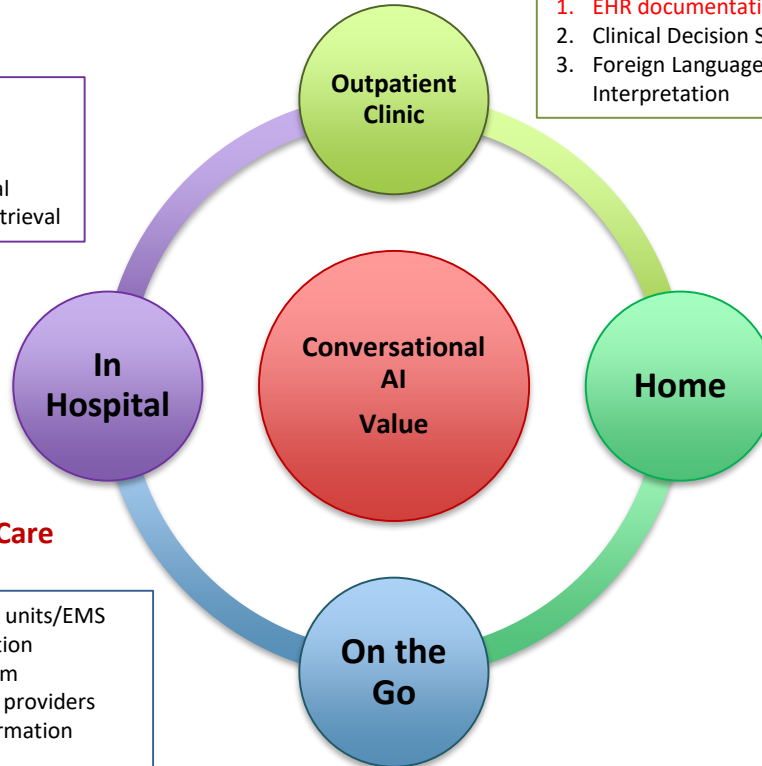 1. EHR documentati
2. Clinical Decision S
3. Foreign Language
Interpretation
Outpatient
Clinic
al
trieval
In
Hospital
Conversational
AI
Value
Home
Care
units/EMS
tion
m
providers
rmation
On the
Go